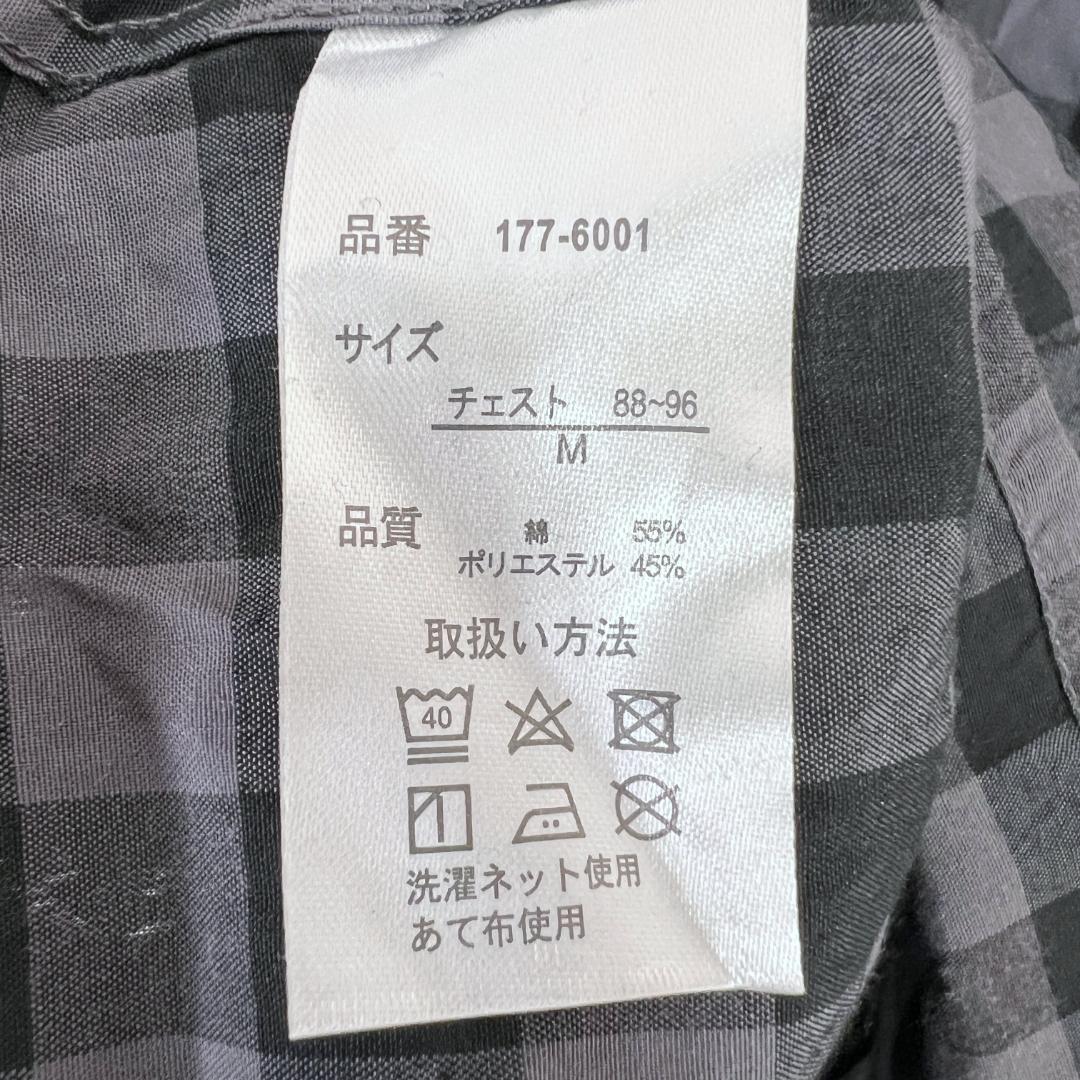 品番 177-6001
サイズ
チェスト 88~96
M
品質 綿 55%
ポリエステル 45%
取扱い方法
40
洗濯ネット使用
あて布使用